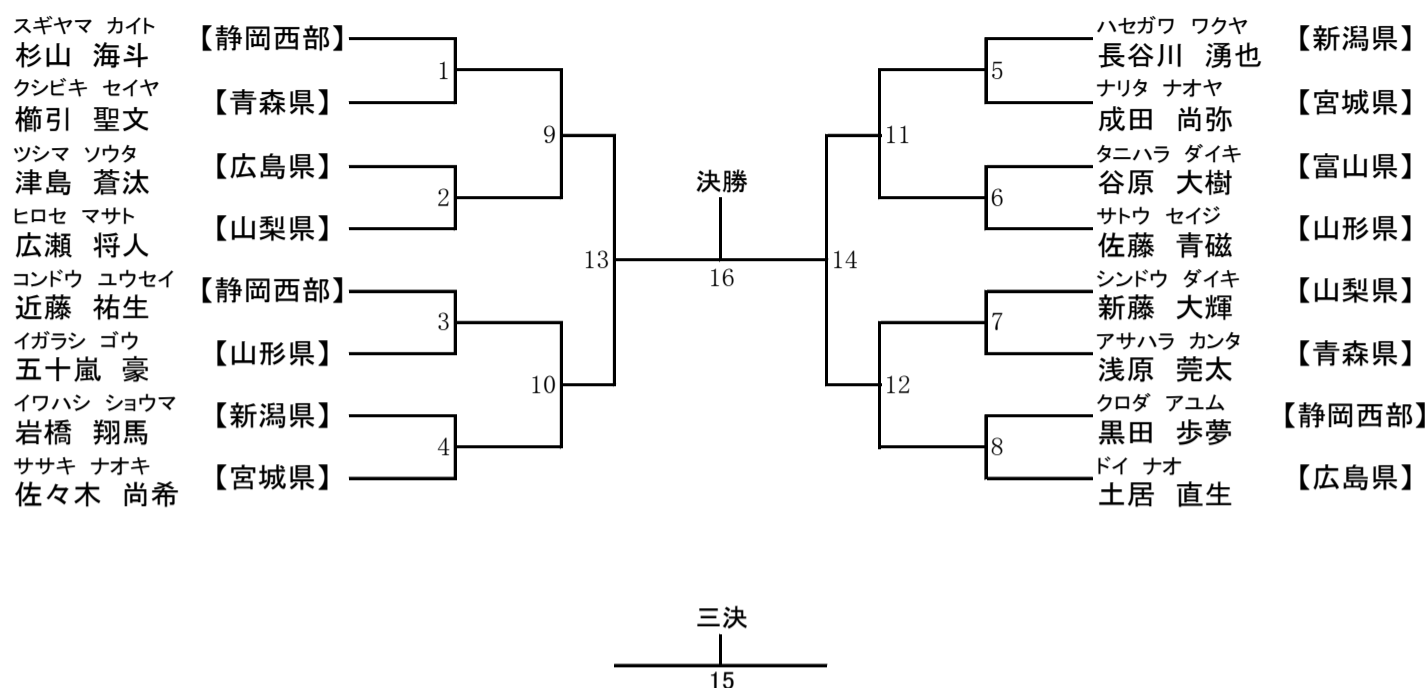 スギヤマ カイト
杉山 海斗 【静岡西部】
クシビキ セイヤ
櫛引 聖文 【青森県】
1
ツシマ ソウタ
津島 蒼汰 【広島県】
ヒロセ マサト
広瀬 将人 【山梨県】
2
9
コンドウ ユウセイ
近藤 祐生 【静岡西部】
イガラシ ゴウ
五十嵐 豪 【山形県】
3
イワハシ ショウマ
岩橋 翔馬 【新潟県】
ササキ ナオキ
佐々木 尚希 【宮城県】
4
10
13
決勝
16
14
ハセガワ ワクヤ
長谷川 湧也 【新潟県】
ナリタ ナオヤ
成田 尚弥 【宮城県】
5
タニハラ ダイキ
谷原 大樹 【富山県】
サトウ セイジ
佐藤 青磁 【山形県】
6
11
シンドウ ダイキ
新藤 大輝 【山梨県】
アサハラ カンタ
浅原 莞太 【青森県】
7
クロダ アユム
黒田 歩夢 【静岡西部】
ドイ ナオ
土居 直生 【広島県】
8
12
三決
15